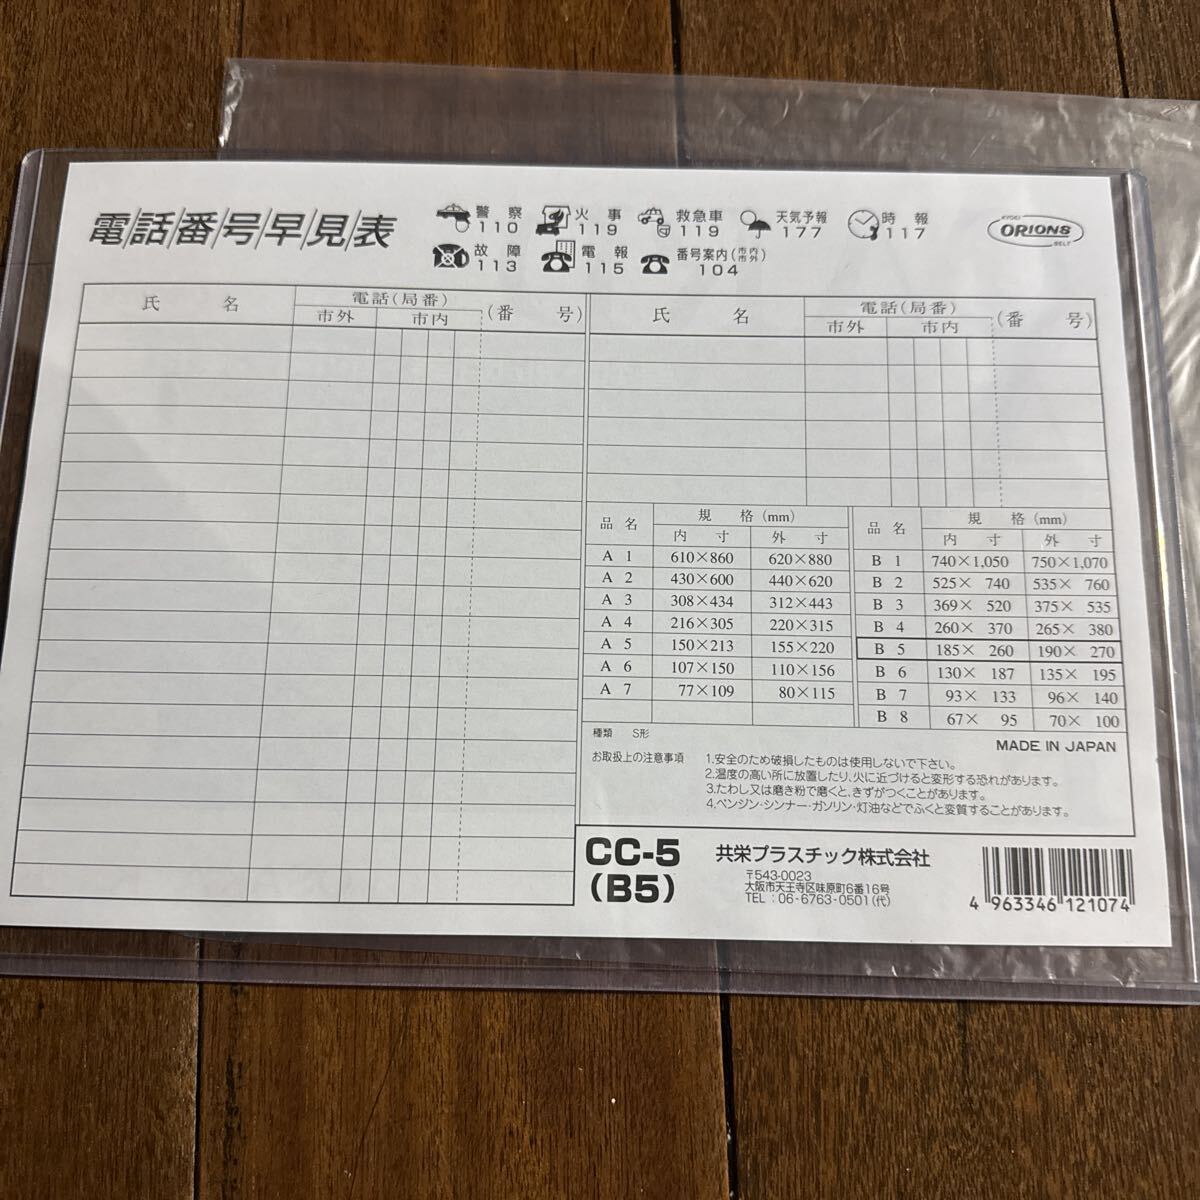 電話番号早見表
警察 110
火事 119
救急車 119
天気予報 177
時報 117
故障 113
電報 115
番号案内(市内市外) 104
KYOEI
ORIONS
BELT
氏 名 電話(局番) (番 号)
市外 市内
氏 名 電話(局番) (番 号)
市外 市内
品名 規 格 (mm)
内 寸 外 寸
A 1 610×860 620×880
A 2 430×600 440×620
A 3 308×434 312×443
A 4 216×305 220×315
A 5 150×213 155×220
A 6 107×150 110×156
A 7 77×109 80×115
品名 規 格 (mm)
内 寸 外 寸
B 1 740×1,050 750×1,070
B 2 525× 740 535× 760
B 3 369× 520 375× 535
B 4 260× 370 265× 380
B 5 185× 260 190× 270
B 6 130× 187 135× 195
B 7 93× 133 96× 140
B 8 67× 95 70× 100
種類 S形
MADE IN JAPAN
お取扱上の注意事項
1.安全のため破損したものは使用しないで下さい。
2.温度の高い所に放置したり、火に近づけると変形する恐れがあります。
3.たわし又は磨き粉で磨くと、きずがつくことがあります。
4.ベンジン・シンナー・ガソリン・灯油などでふくと変質することがあります。
CC-5
(B5)
共栄プラスチック株式会社
〒543-0023
大阪市天王寺区味原町6番16号
TEL:06-6763-0501(代)
4 963346 121074